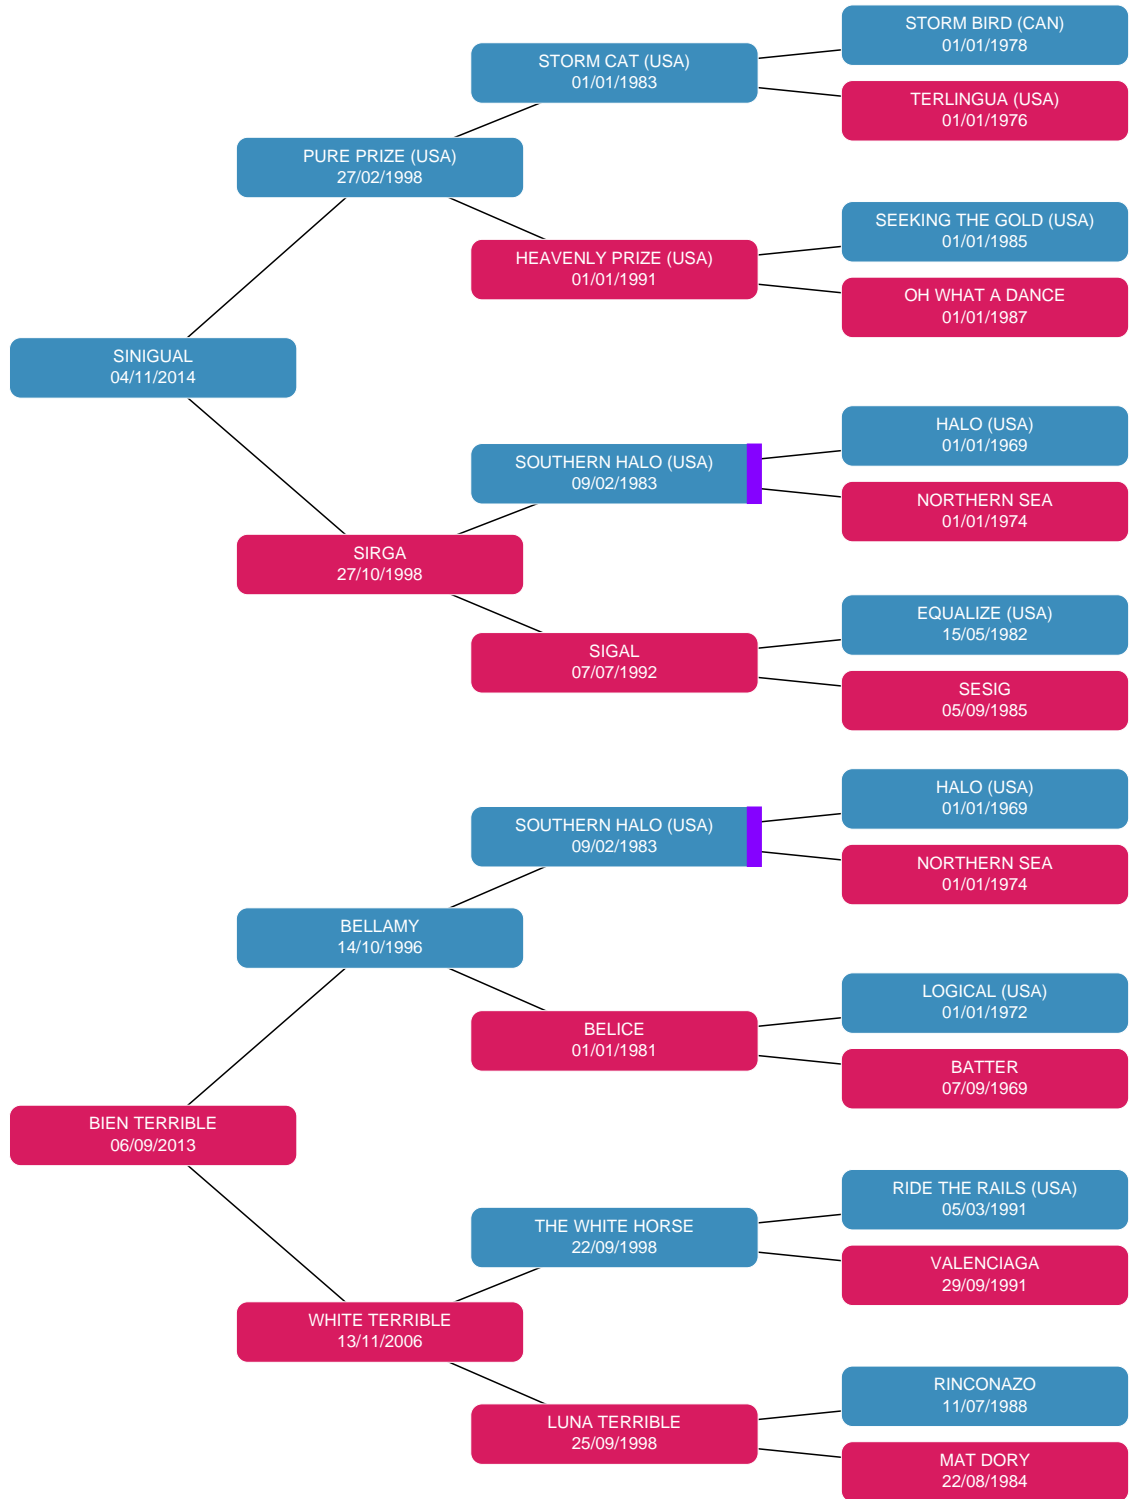 STORM BIRD (CAN)
01/01/1978
STORM CAT (USA)
01/01/1983
TERLINGUA (USA)
01/01/1976
PURE PRIZE (USA)
27/02/1998
SEEKING THE GOLD (USA)
01/01/1985
HEAVENLY PRIZE (USA)
01/01/1991
OH WHAT A DANCE
01/01/1987
SINIGUAL
04/11/2014
HALO (USA)
01/01/1969
SOUTHERN HALO (USA)
09/02/1983
NORTHERN SEA
01/01/1974
SIRGA
27/10/1998
EQUALIZE (USA)
15/05/1982
SIGAL
07/07/1992
SESIG
05/09/1985
HALO (USA)
01/01/1969
SOUTHERN HALO (USA)
09/02/1983
NORTHERN SEA
01/01/1974
BELLAMY
14/10/1996
LOGICAL (USA)
01/01/1972
BELICE
01/01/1981
BATTER
07/09/1969
BIEN TERRIBLE
06/09/2013
RIDE THE RAILS (USA)
05/03/1991
THE WHITE HORSE
22/09/1998
VALENCIAGA
29/09/1991
WHITE TERRIBLE
13/11/2006
RINCONAZO
11/07/1988
LUNA TERRIBLE
25/09/1998
MAT DORY
22/08/1984